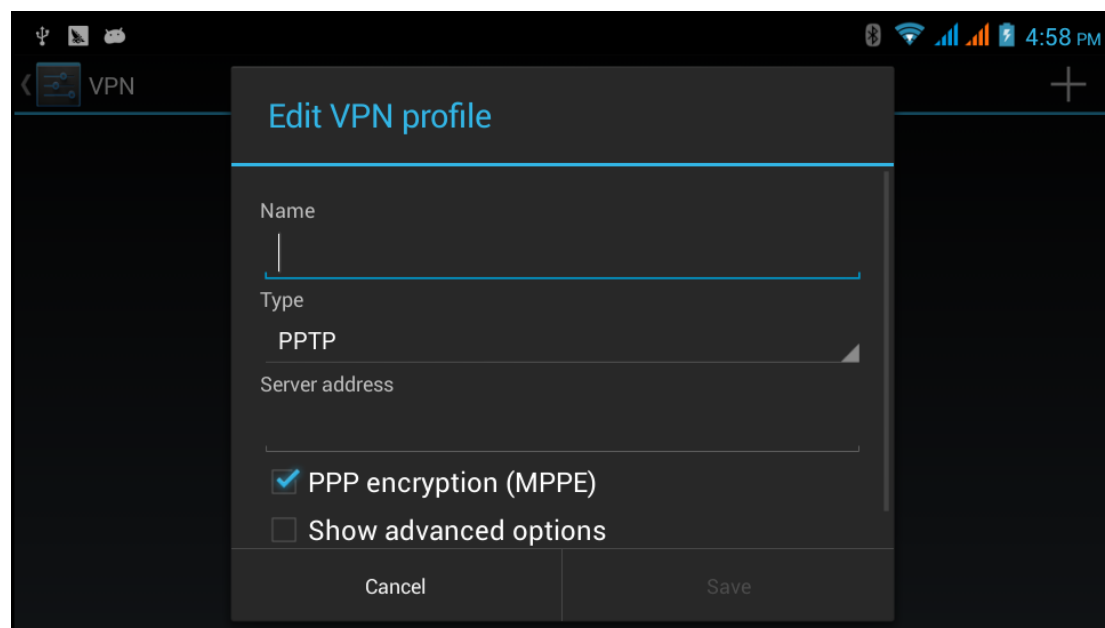 4:58 PM
VPN
Edit VPN profile
Name
Type
PPTP
Server address
PPP encryption (MPPE)
Show advanced options
Cancel Save